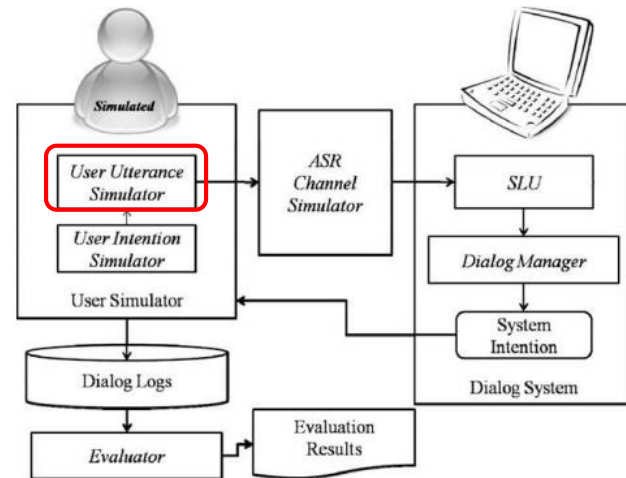 Simulated
User Utterance
Simulator
User Intention
Simulator
User Simulator
ASR
Channel
Simulator
SLU
Dialog Manager
System
Intention
Dialog System
Dialog Logs
Evaluator
Evaluation
Results